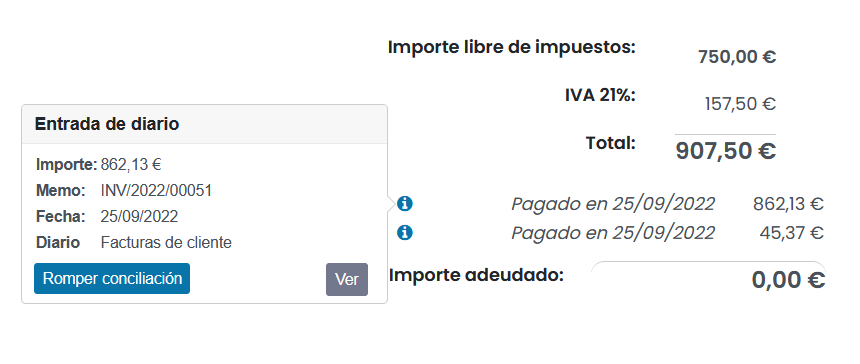 Importe libre de impuestos: 750,00 €
IVA 21%: 157,50 €
Total: 907,50 €
Entrada de diario
Importe: 862,13 €
Memo: INV/2022/00051
Fecha: 25/09/2022
Diario Facturas de cliente
Romper conciliación Ver
Pagado en 25/09/2022 862,13 €
Pagado en 25/09/2022 45,37 €
Importe adeudado: 0,00 €